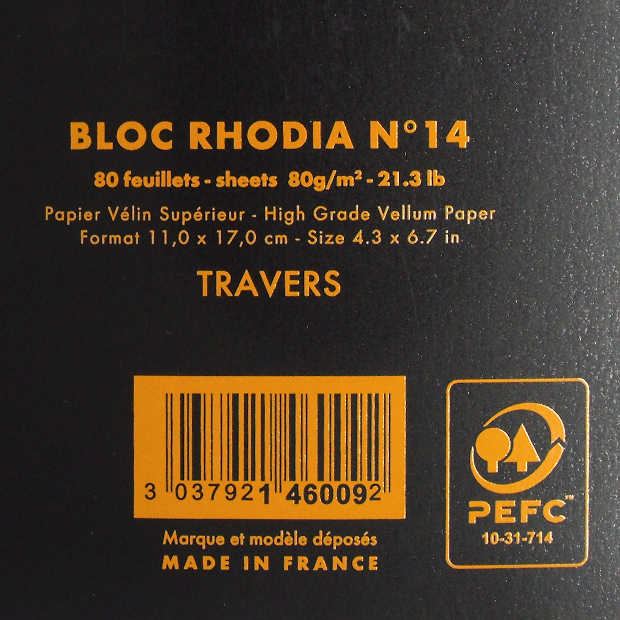 BLOC RHODIA N°14
80 feuillets - sheets 80g/m² - 21.3 lb
Papier Vélin Supérieur - High Grade Vellum Paper
Format 11,0 x 17,0 cm - Size 4.3 x 6.7 in
TRAVERS
3 037921 460092
Marque et modèle déposés
MADE IN FRANCE
PEFC™
10-31-714